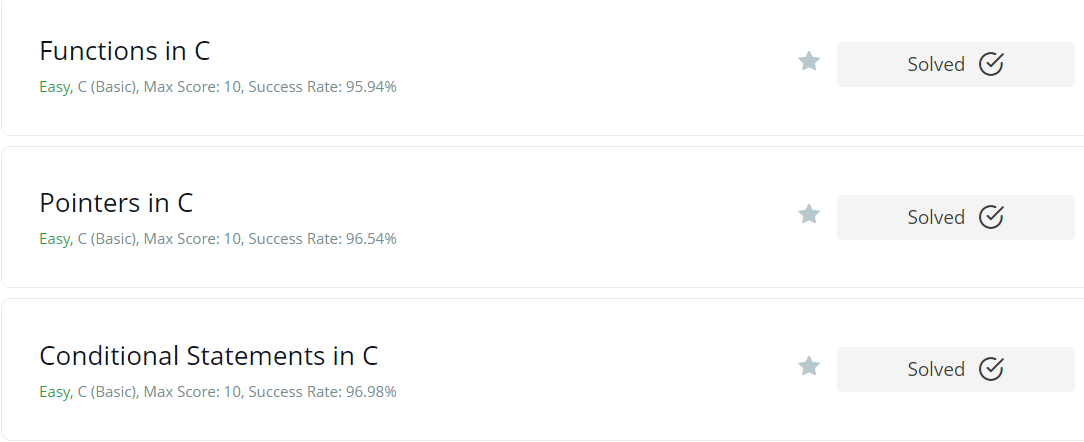 Functions in C
Easy, C (Basic), Max Score: 10, Success Rate: 95.94%
Solved
Pointers in C
Easy, C (Basic), Max Score: 10, Success Rate: 96.54%
Solved
Conditional Statements in C
Easy, C (Basic), Max Score: 10, Success Rate: 96.98%
Solved